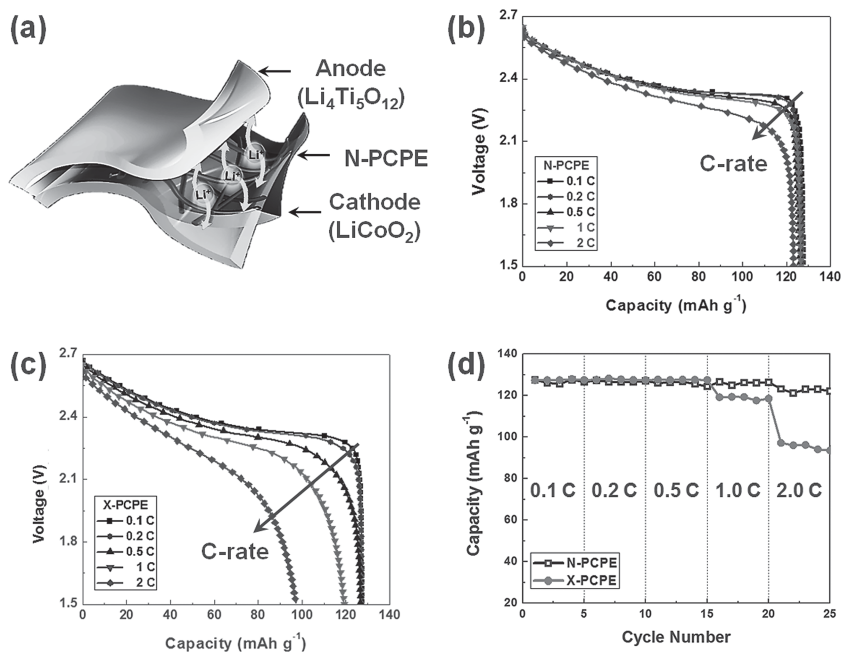 (a)
Anode
(Li4Ti5O12)
N-PCPE
Cathode
(LiCoO2)
Li+
Li+
Li+
(b)
2.7
2.4
2.1
1.8
1.5
Voltage (V)
C-rate
N-PCPE
0.1 C
0.2 C
0.5 C
1 C
2 C
0 20 40 60 80 100 120 140
Capacity (mAh g-1)
(c)
2.7
2.4
2.1
1.8
1.5
Voltage (V)
C-rate
X-PCPE
0.1 C
0.2 C
0.5 C
1 C
2 C
0 20 40 60 80 100 120 140
Capacity (mAh g-1)
(d)
140
120
100
80
60
40
20
Capacity (mAh g-1)
0.1 C 0.2 C 0.5 C 1.0 C 2.0 C
N-PCPE
X-PCPE
0 5 10 15 20 25
Cycle Number